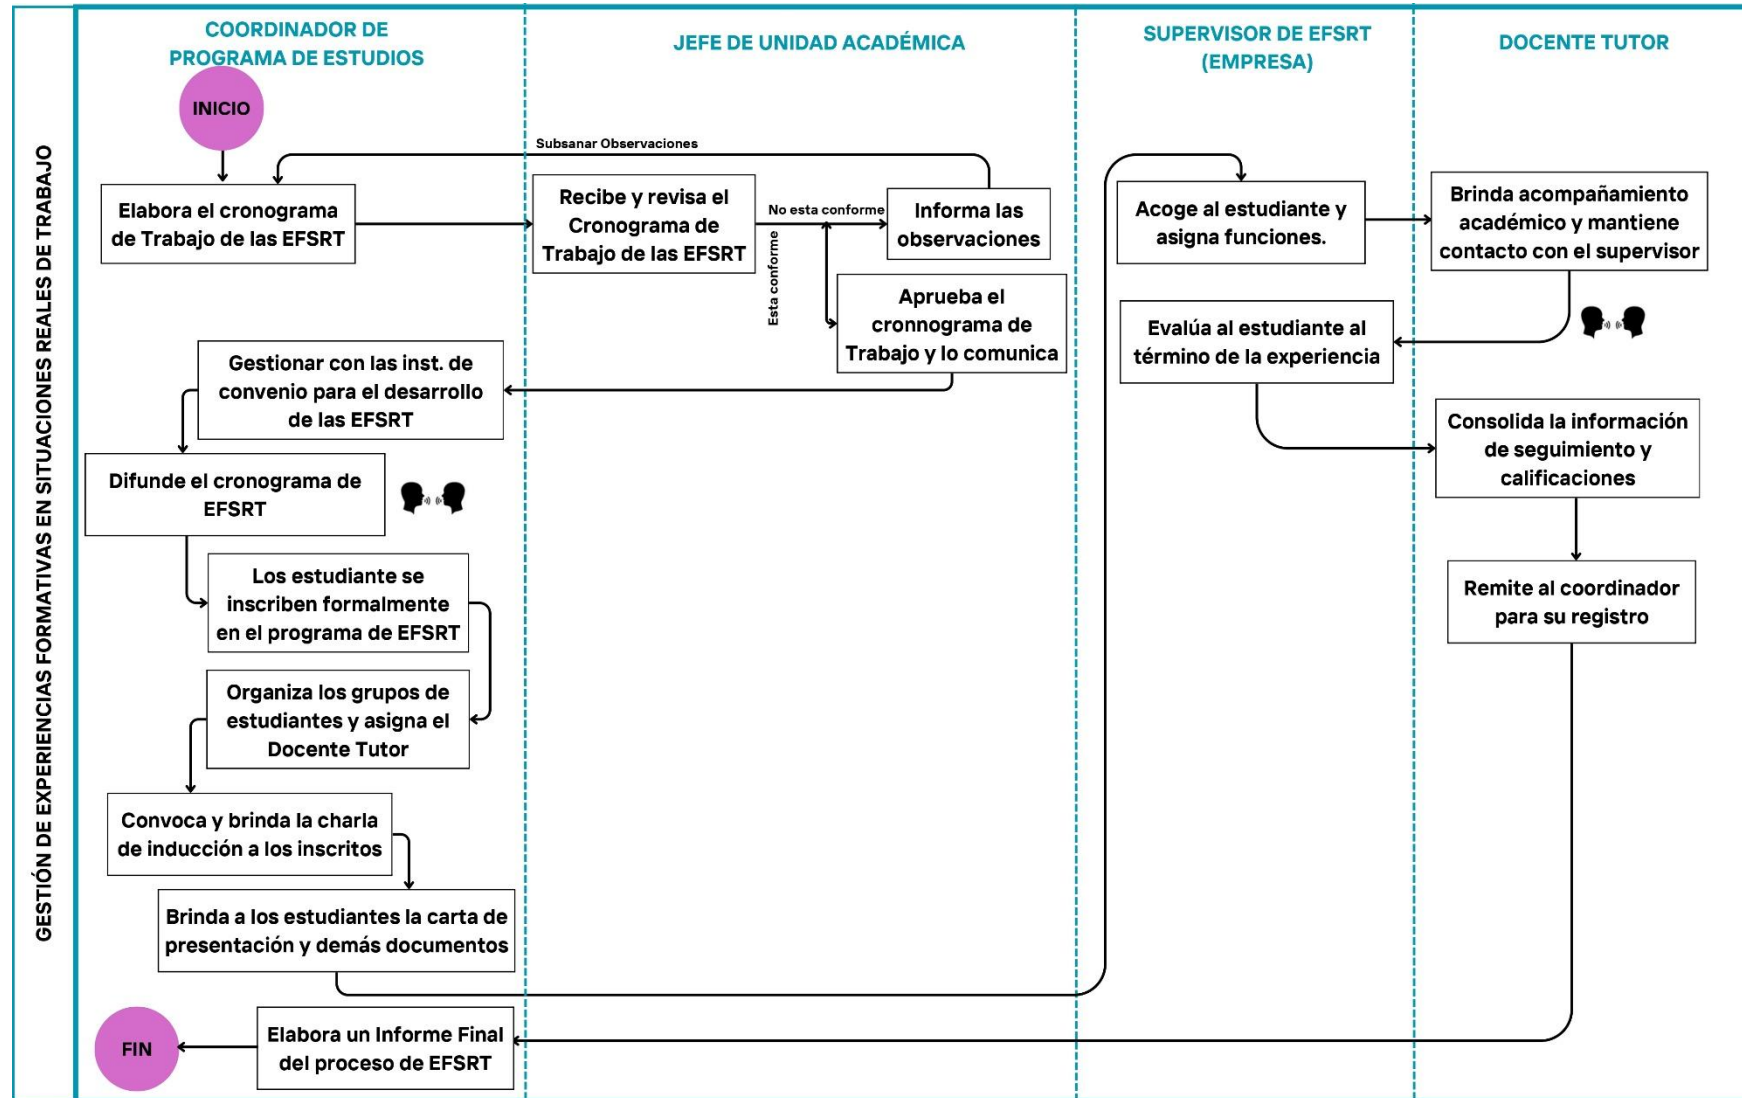 GESTIÓN DE EXPERIENCIAS FORMATIVAS EN SITUACIONES REALES DE TRABAJO
COORDINADOR DE
PROGRAMA DE ESTUDIOS
JEFE DE UNIDAD ACADÉMICA
SUPERVISOR DE EFSRT
(EMPRESA)
DOCENTE TUTOR
INICIO
Subsanar Observaciones
Elabora el cronograma
de Trabajo de las EFSRT
Recibe y revisa el
Cronograma de
Trabajo de las EFSRT
No esta conforme
Esta conforme
Informa las
observaciones
Aprueba el
cronnograma de
Trabajo y lo comunica
Gestionar con las inst. de
convenio para el desarrollo
de las EFSRT
Difunde el cronograma de
EFSRT
Los estudiante se
inscriben formalmente
en el programa de EFSRT
Organiza los grupos de
estudiantes y asigna el
Docente Tutor
Convoca y brinda la charla
de inducción a los inscritos
Brinda a los estudiantes la carta de
presentación y demás documentos
Acoge al estudiante y
asigna funciones.
Brinda acompañamiento
académico y mantiene
contacto con el supervisor
Evalúa al estudiante al
término de la experiencia
Consolida la información
de seguimiento y
calificaciones
Remite al coordinador
para su registro
Elabora un Informe Final
del proceso de EFSRT
FIN